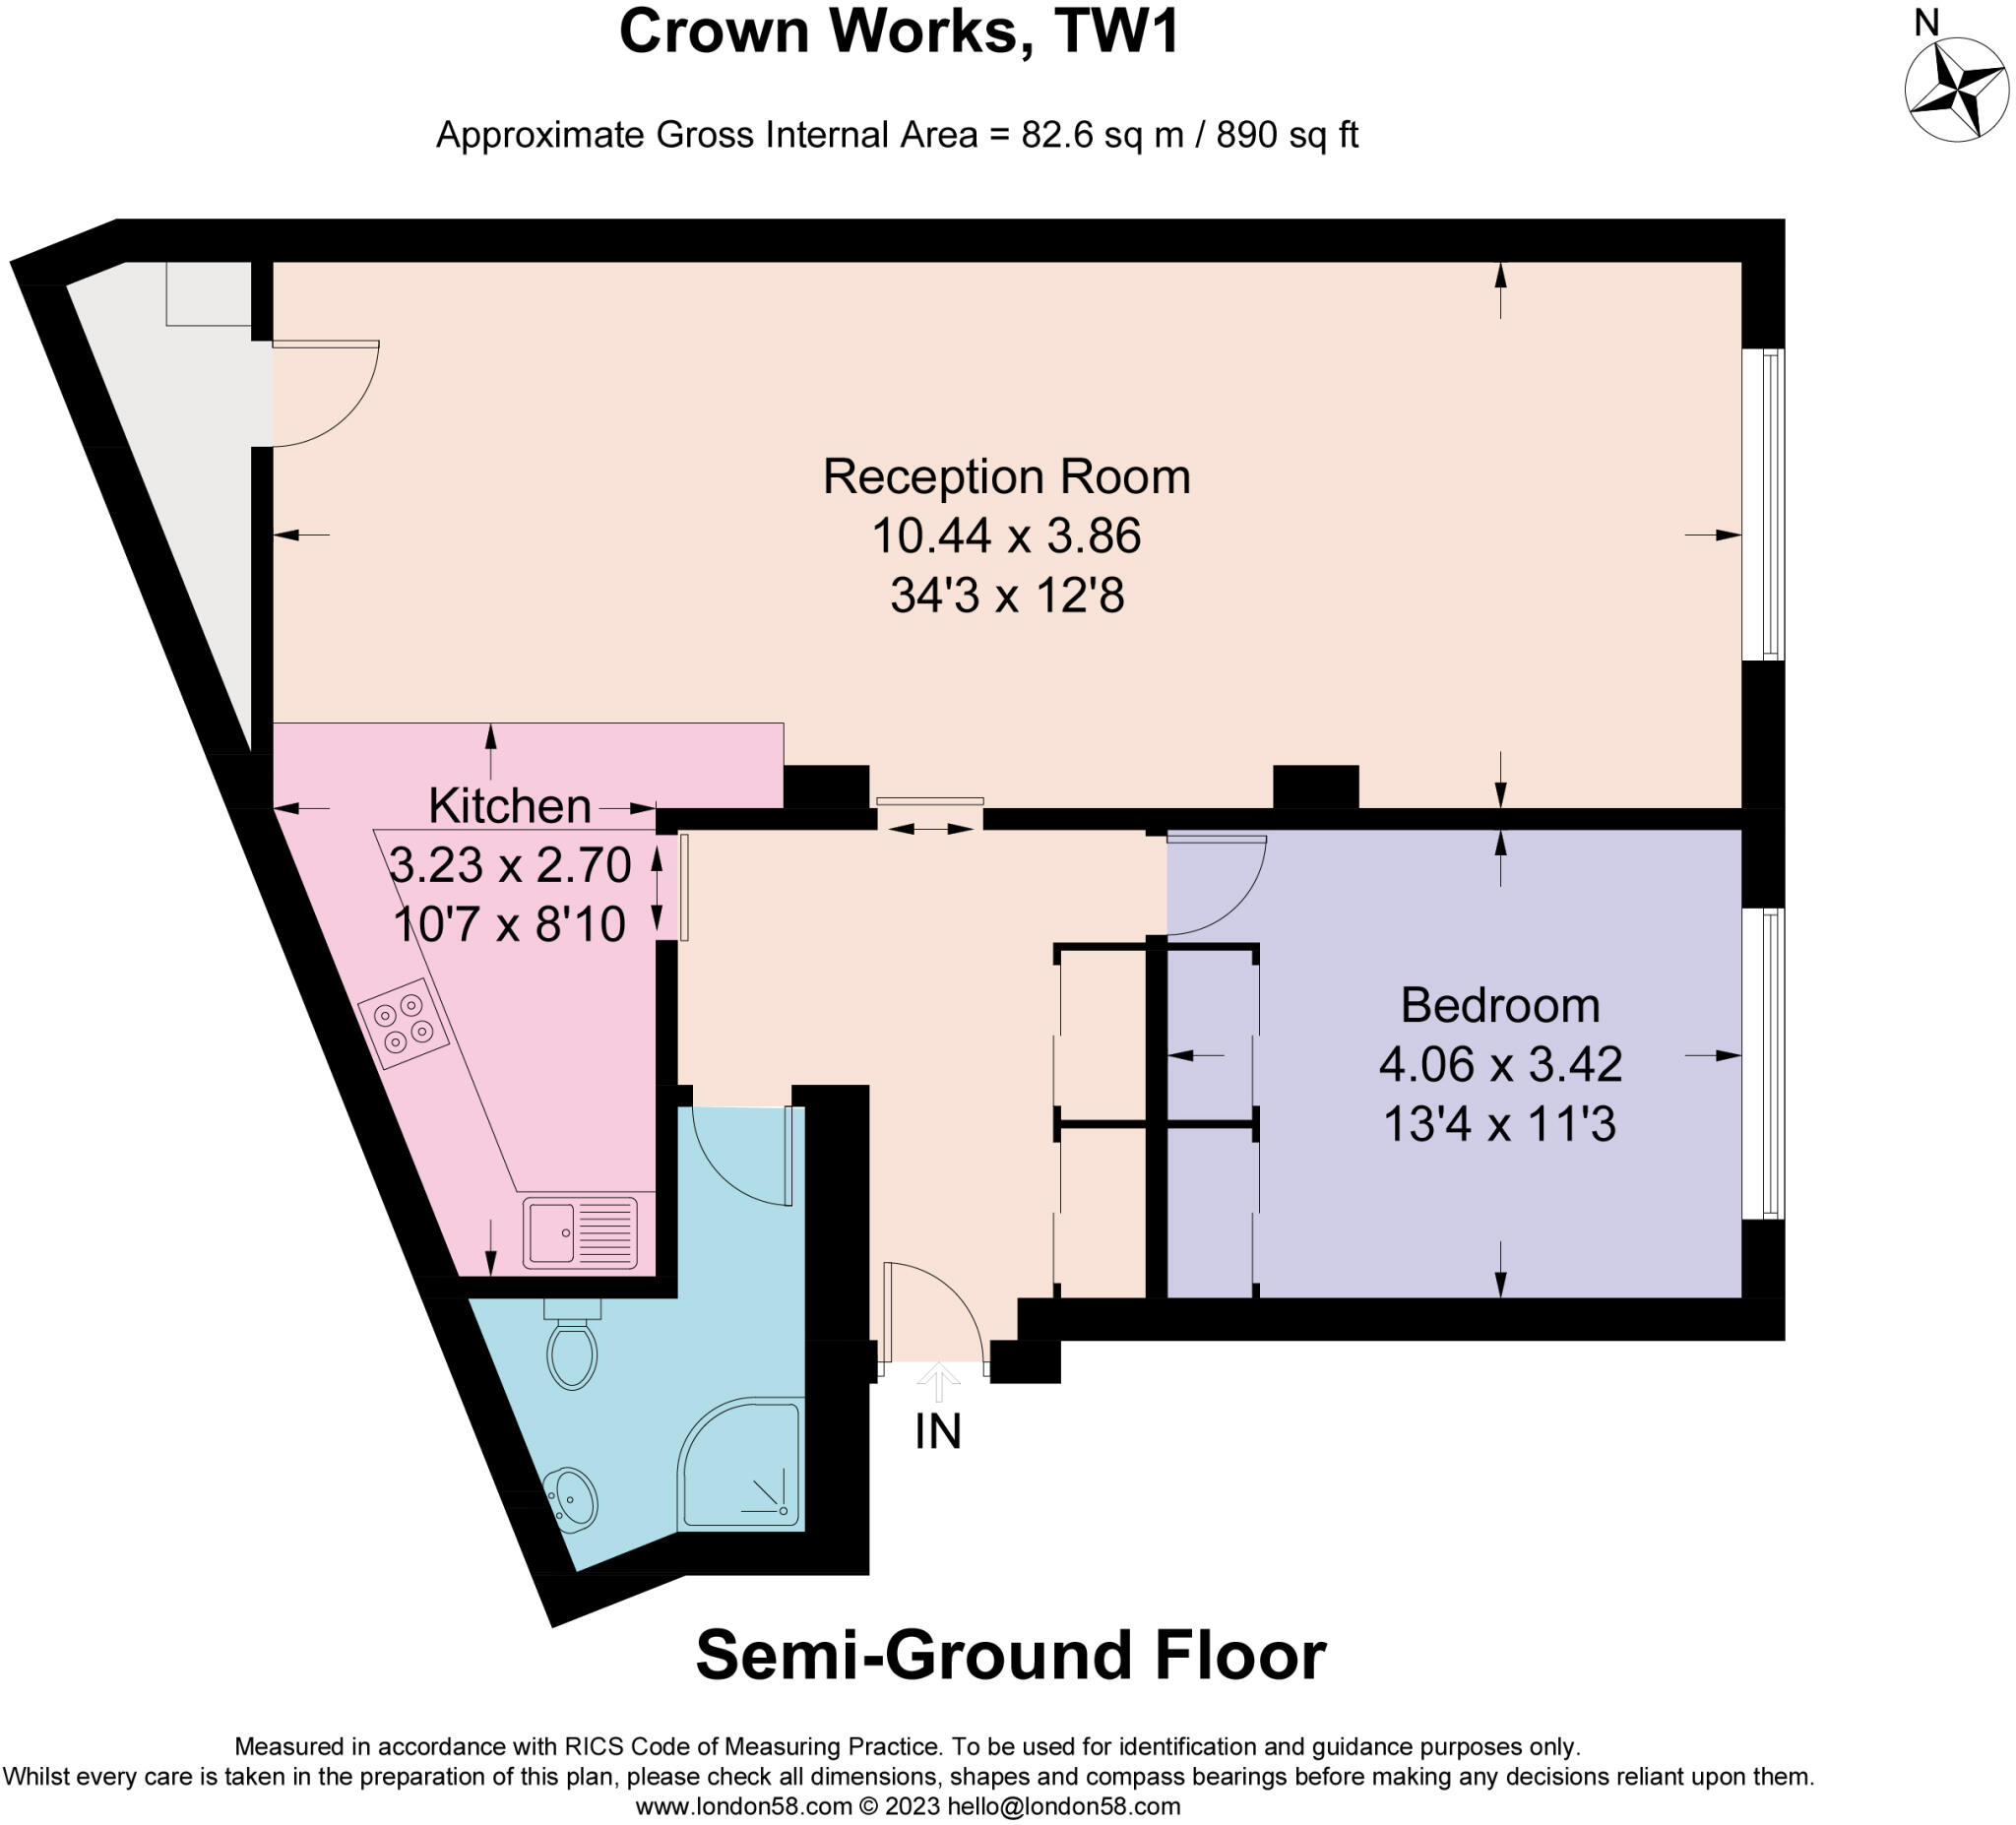 Crown Works, TW1
N
Approximate Gross Internal Area = 82.6 sq m / 890 sq ft
Reception Room
10.44 x 3.86
34'3 x 12'8
Kitchen
3.23 x 2.70
10'7 x 8'10
Bedroom
4.06 x 3.42
13'4 x 11'3
IN
Semi-Ground Floor
Measured in accordance with RICS Code of Measuring Practice. To be used for identification and guidance purposes only.
Whilst every care is taken in the preparation of this plan, please check all dimensions, shapes and compass bearings before making any decisions reliant upon them.
www.london58.com © 2023 hello@london58.com